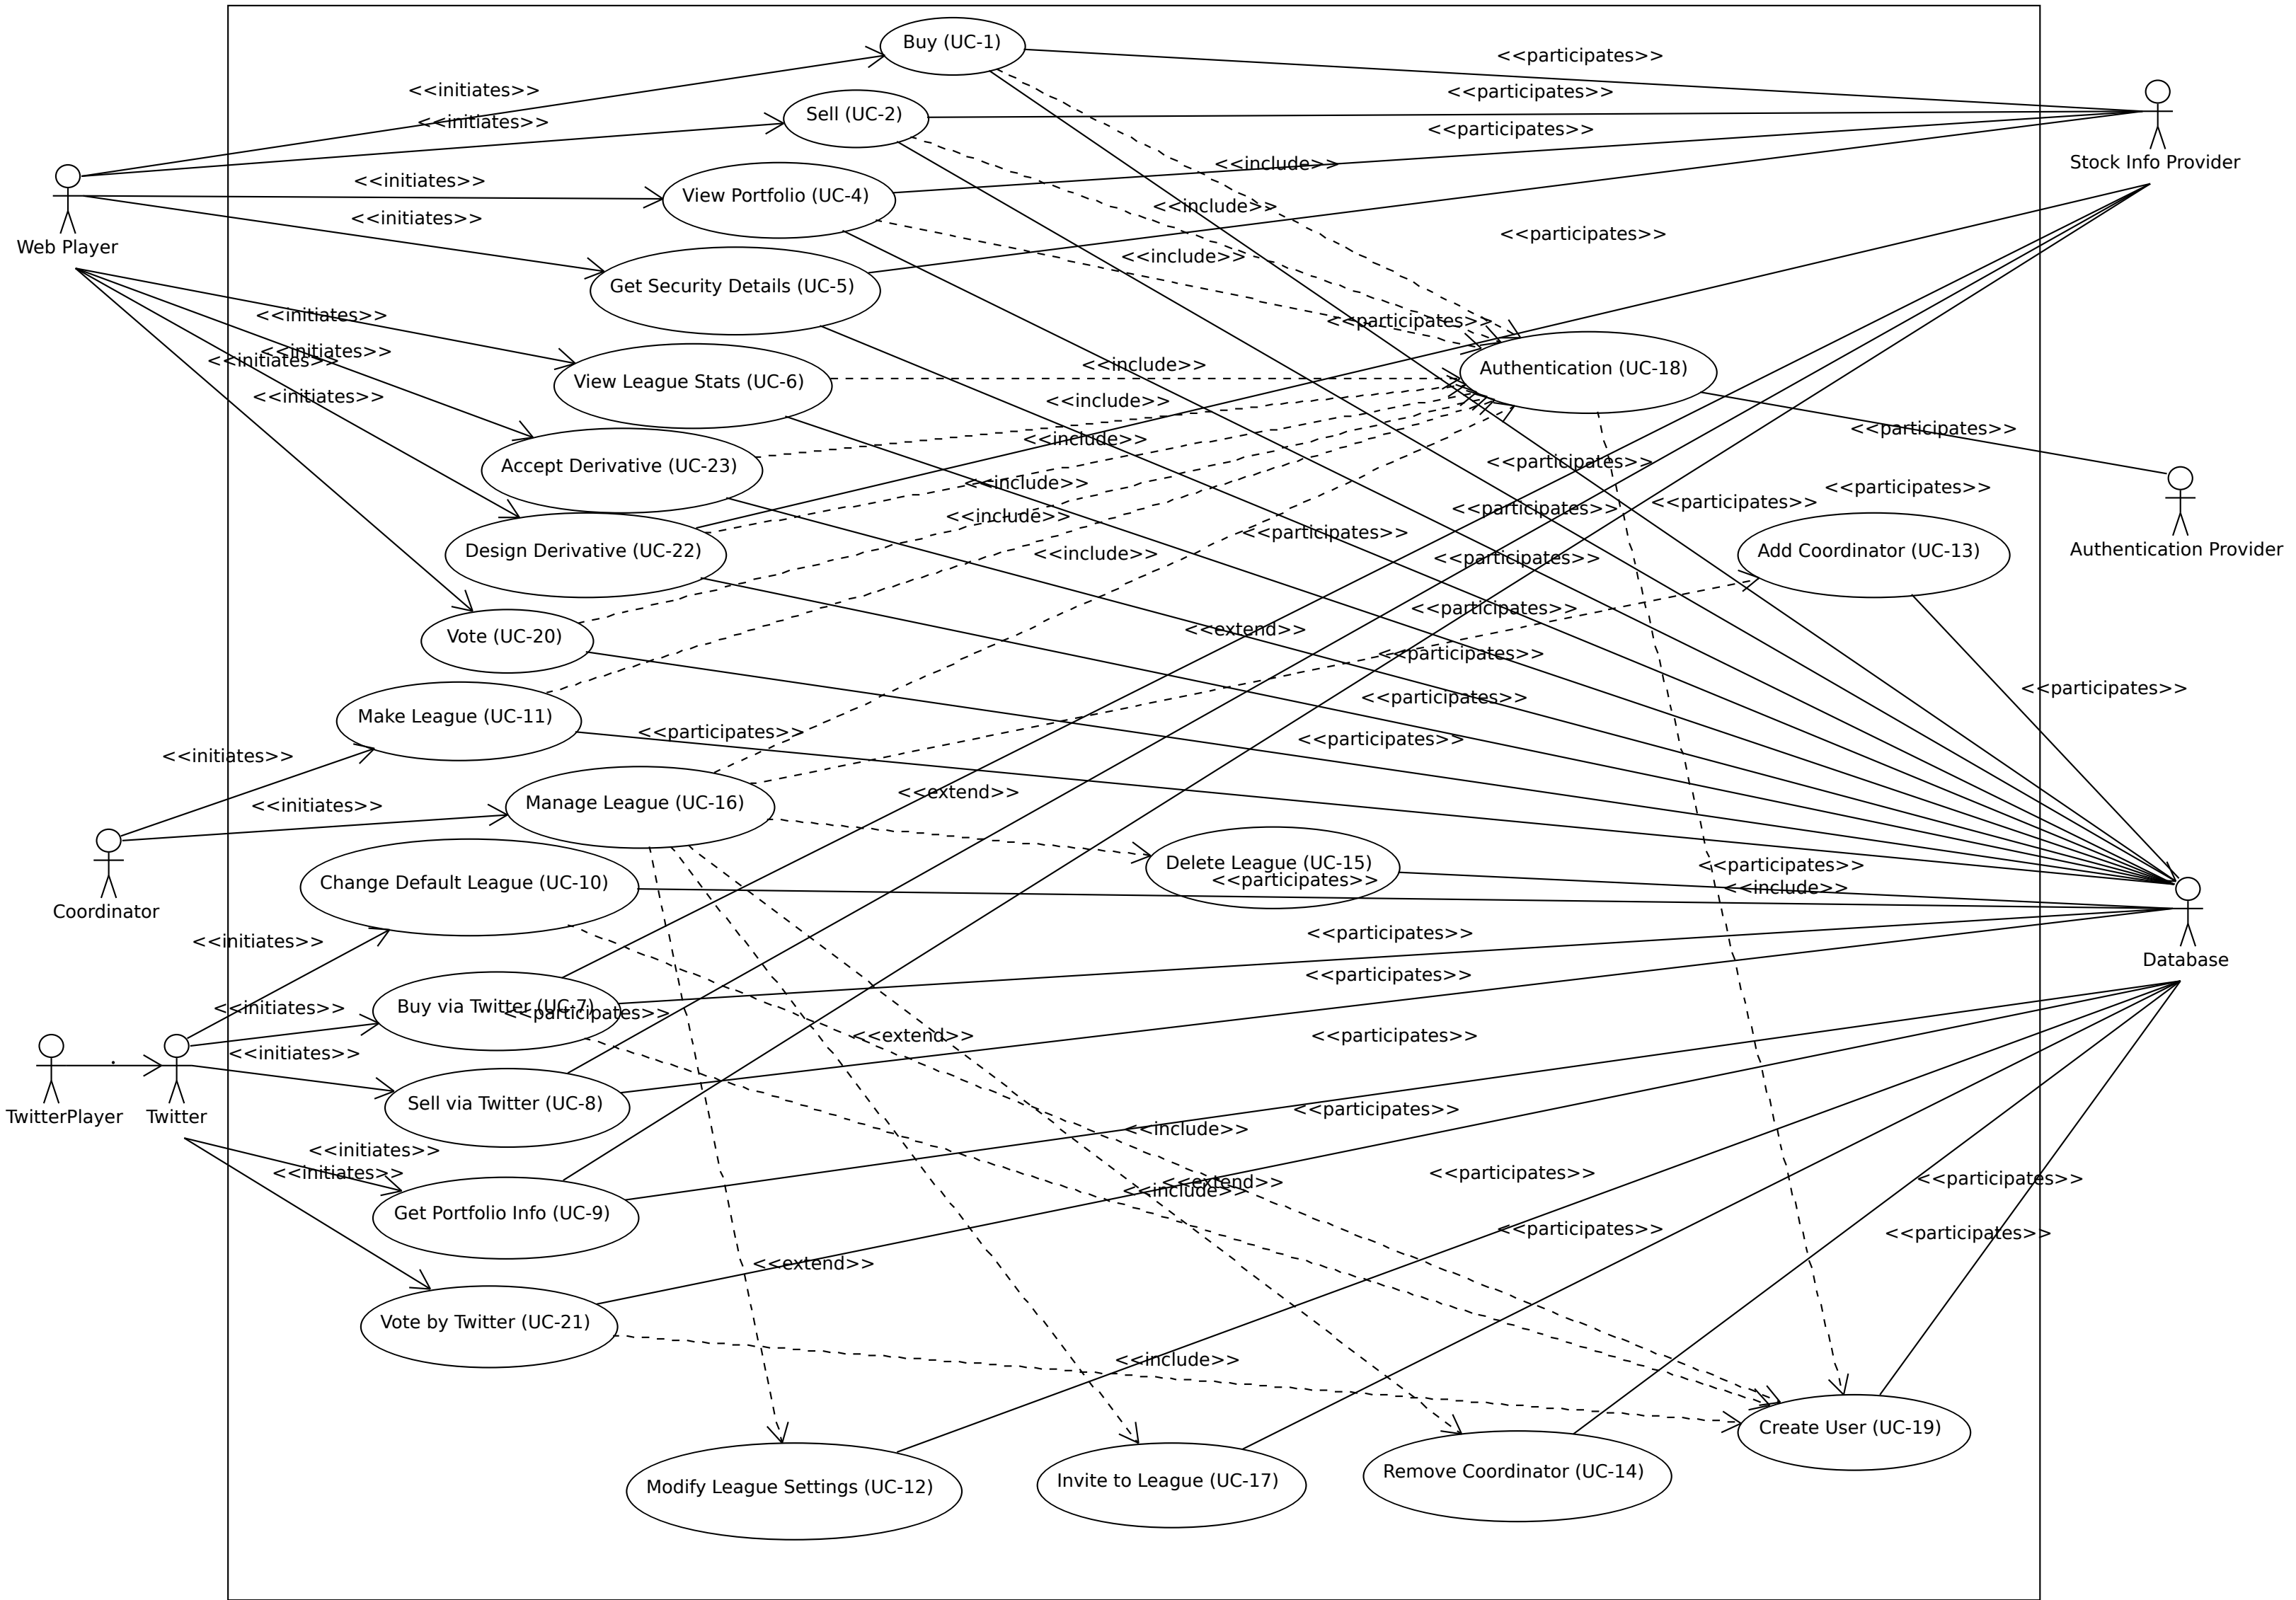 Buy (UC-1)
<<participates>>
<<initiates>>
<<participates>>
Sell (UC-2)
<<initiates>>
<<participates>>
<<include>>
Stock Info Provider
<<initiates>>
View Portfolio (UC-4)
<<include>>
<<initiates>>
<<participates>>
Web Player
<<include>>
Get Security Details (UC-5)
<<initiates>>
<<participates>>
<<initiates>>
<<initiates>>
<<include>>
Authentication (UC-18)
View League Stats (UC-6)
<<initiates>>
<<include>>
<<participates>>
<<include>>
Accept Derivative (UC-23)
<<participates>>
<<include>>
<<participates>>
<<participates>>
<<participates>>
<<include>>
<<participates>>
Design Derivative (UC-22)
<<include>>
<<participates>>
Add Coordinator (UC-13)
Authentication Provider
<<participates>>
<<extend>>
Vote (UC-20)
<<participates>>
<<participates>>
<<participates>>
Make League (UC-11)
<<participates>>
<<participates>>
<<initiates>>
<<extend>>
Manage League (UC-16)
<<initiates>>
Delete League (UC-15)
<<participates>>
<<participates>>
<<include>>
Change Default League (UC-10)
Coordinator
<<initiates>>
<<participates>>
Database
<<participates>>
<<initiates>>
Buy via Twitter (UC-7)
<<participates>>
<<extend>>
<<participates>>
<<initiates>>
.
Sell via Twitter (UC-8)
<<participates>>
TwitterPlayer
Twitter
<<include>>
<<initiates>>
<<initiates>>
<<participates>>
<<extend>>
<<include>>
<<participates>>
Get Portfolio Info (UC-9)
<<participates>>
<<participates>>
<<extend>>
Vote by Twitter (UC-21)
<<include>>
Create User (UC-19)
Modify League Settings (UC-12)
Invite to League (UC-17)
Remove Coordinator (UC-14)